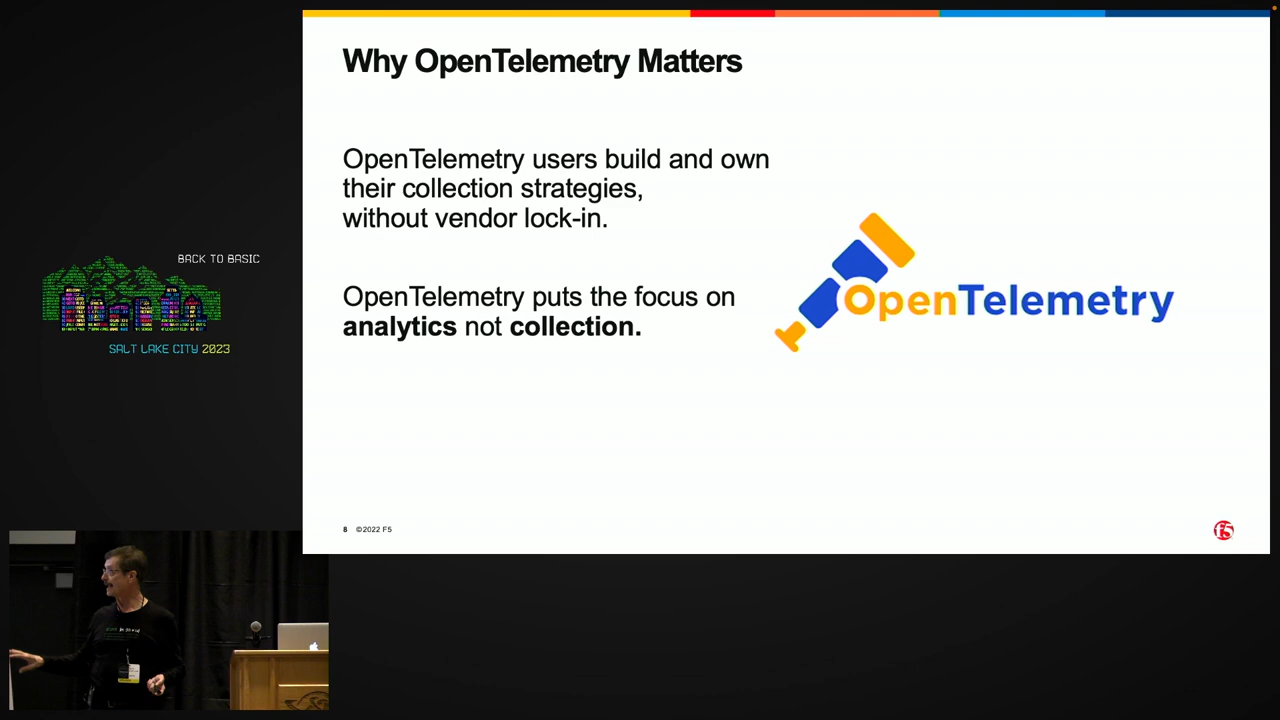 Why OpenTelemetry Matters
OpenTelemetry users build and own
their collection strategies,
without vendor lock-in.
OpenTelemetry puts the focus on
analytics not collection.
OpenTelemetry
8 ©2022 F5
f5
BACK TO BASIC
SALT LAKE CITY 2023